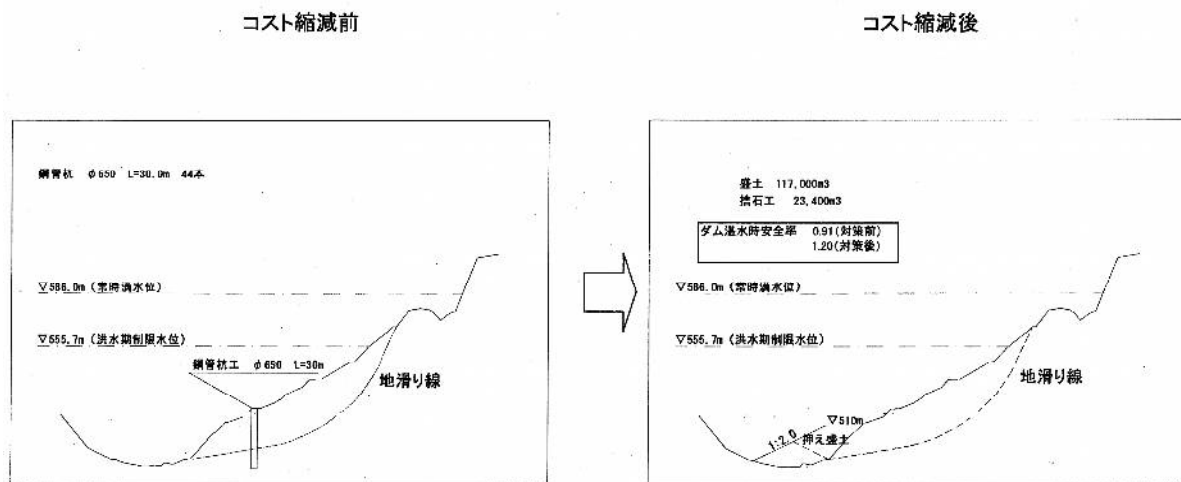 コスト縮減前
鋼管杭 φ650 L=30.0m 44本
▽586.0m (常時満水位)
▽555.7m (洪水期制限水位)
鋼管杭工 φ650 L=30m
地滑り線
コスト縮減後
盛土 117,000m3
捨石工 23,400m3
ダム湛水時安全率 0.91(対策前)
1.20(対策後)
▽586.0m (常時満水位)
▽555.7m (洪水期制限水位)
地滑り線
▽510m
1:2.0
押え盛土